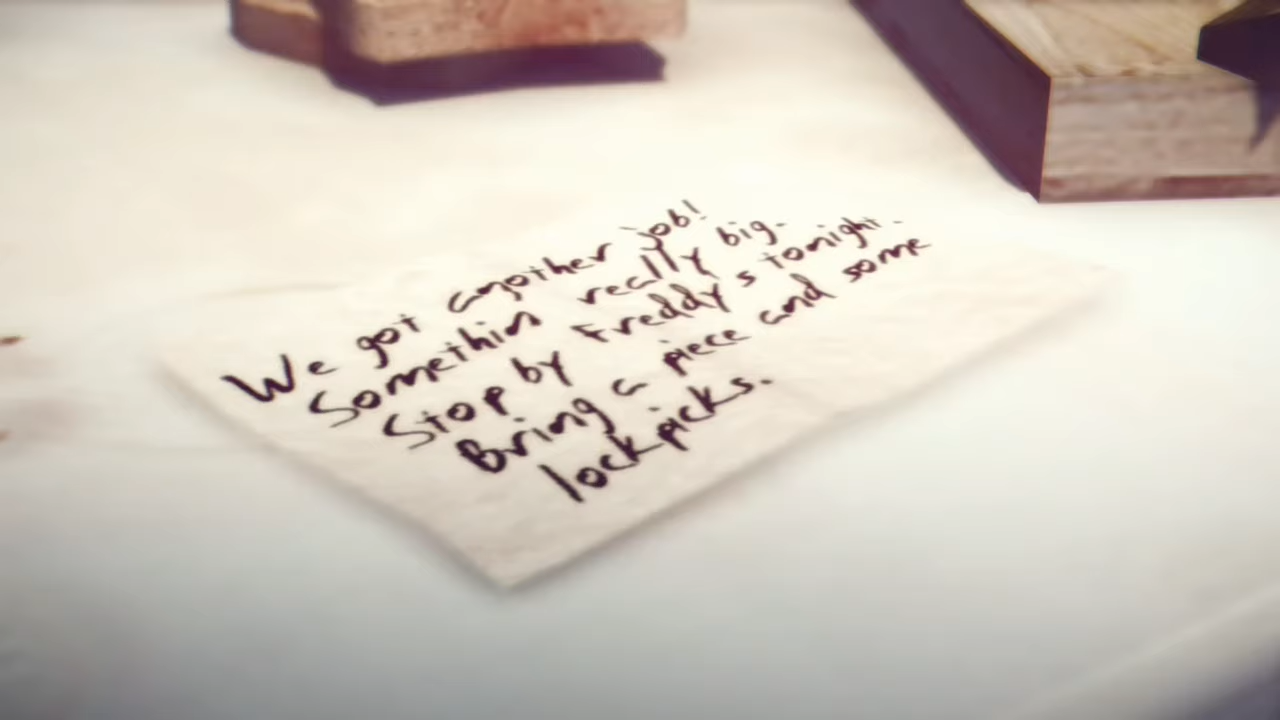 We got another job!
Somethin really big.
Stop by Freddy s tonight.
Bring a piece and some
lockpicks.